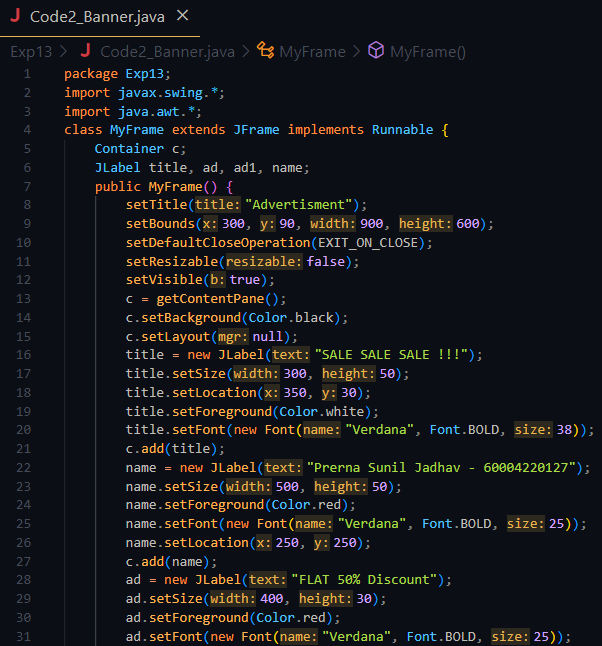 J Code2_Banner.java ×
Exp13 > J Code2_Banner.java > MyFrame > MyFrame()
1 package Exp13;
2 import javax.swing.*;
3 import java.awt.*;
4 class MyFrame extends JFrame implements Runnable {
5 Container c;
6 JLabel title, ad, ad1, name;
7 public MyFrame() {
8 setTitle(title:"Advertisment");
9 setBounds(x:300, y:90, width:900, height:600);
10 setDefaultCloseOperation(EXIT_ON_CLOSE);
11 setResizable(resizable:false);
12 setVisible(b:true);
13 c = getContentPane();
14 c.setBackground(Color.black);
15 c.setLayout(mgr:null);
16 title = new JLabel(text:"SALE SALE SALE !!!");
17 title.setSize(width:300, height:50);
18 title.setLocation(x:350, y:30);
19 title.setForeground(Color.white);
20 title.setFont(new Font(name:"Verdana", Font.BOLD, size:38));
21 c.add(title);
22 name = new JLabel(text:"Prerna Sunil Jadhav - 60004220127");
23 name.setSize(width:500, height:50);
24 name.setForeground(Color.red);
25 name.setFont(new Font(name:"Verdana", Font.BOLD, size:25));
26 name.setLocation(x:250, y:250);
27 c.add(name);
28 ad = new JLabel(text:"FLAT 50% Discount");
29 ad.setSize(width:400, height:30);
30 ad.setForeground(Color.red);
31 ad.setFont(new Font(name:"Verdana", Font.BOLD, size:25));